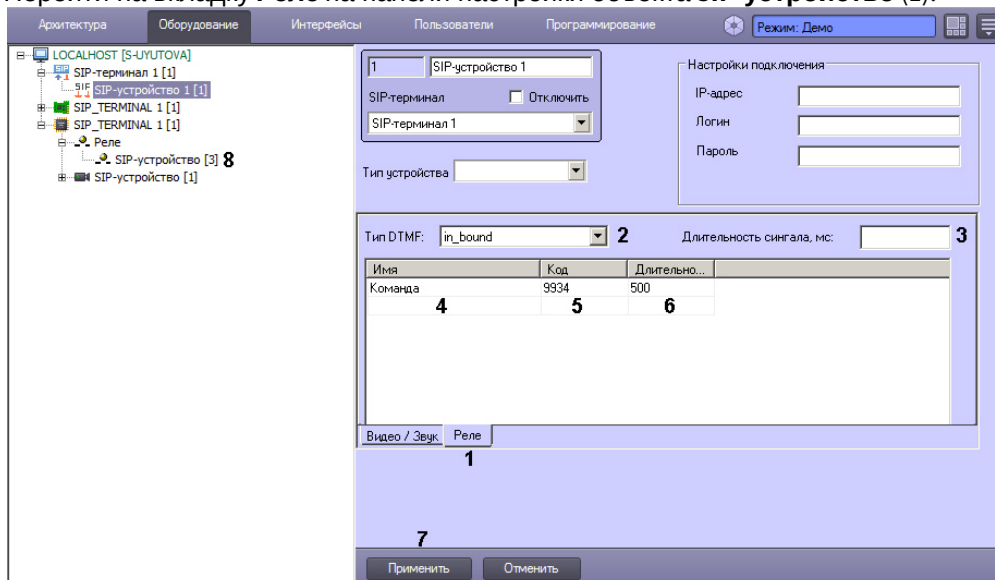 Перейти на вкладку Реле на панели настройки объекта SIP-устройство (1).
Архитектура Оборудование Интерфейсы Пользователи Программирование Режим: Демо
LOCALHOST [S-UYUTOVA]
SIP-терминал 1 [1]
SIP-устройство 1 [1]
SIP_TERMINAL 1 [1]
SIP_TERMINAL 1 [1]
Реле
SIP-устройство [3] 8
SIP-устройство [1]
1 SIP-устройство 1
SIP-терминал Отключить
SIP-терминал 1
Тип устройства
Настройки подключения
IP-адрес
Логин
Пароль
Тип DTMF: in_bound 2 Длительность сингала, мс: 3
Имя Код Длительно...
Команда 9934 500
4 5 6
Видео / Звук Реле
1
7
Применить Отменить